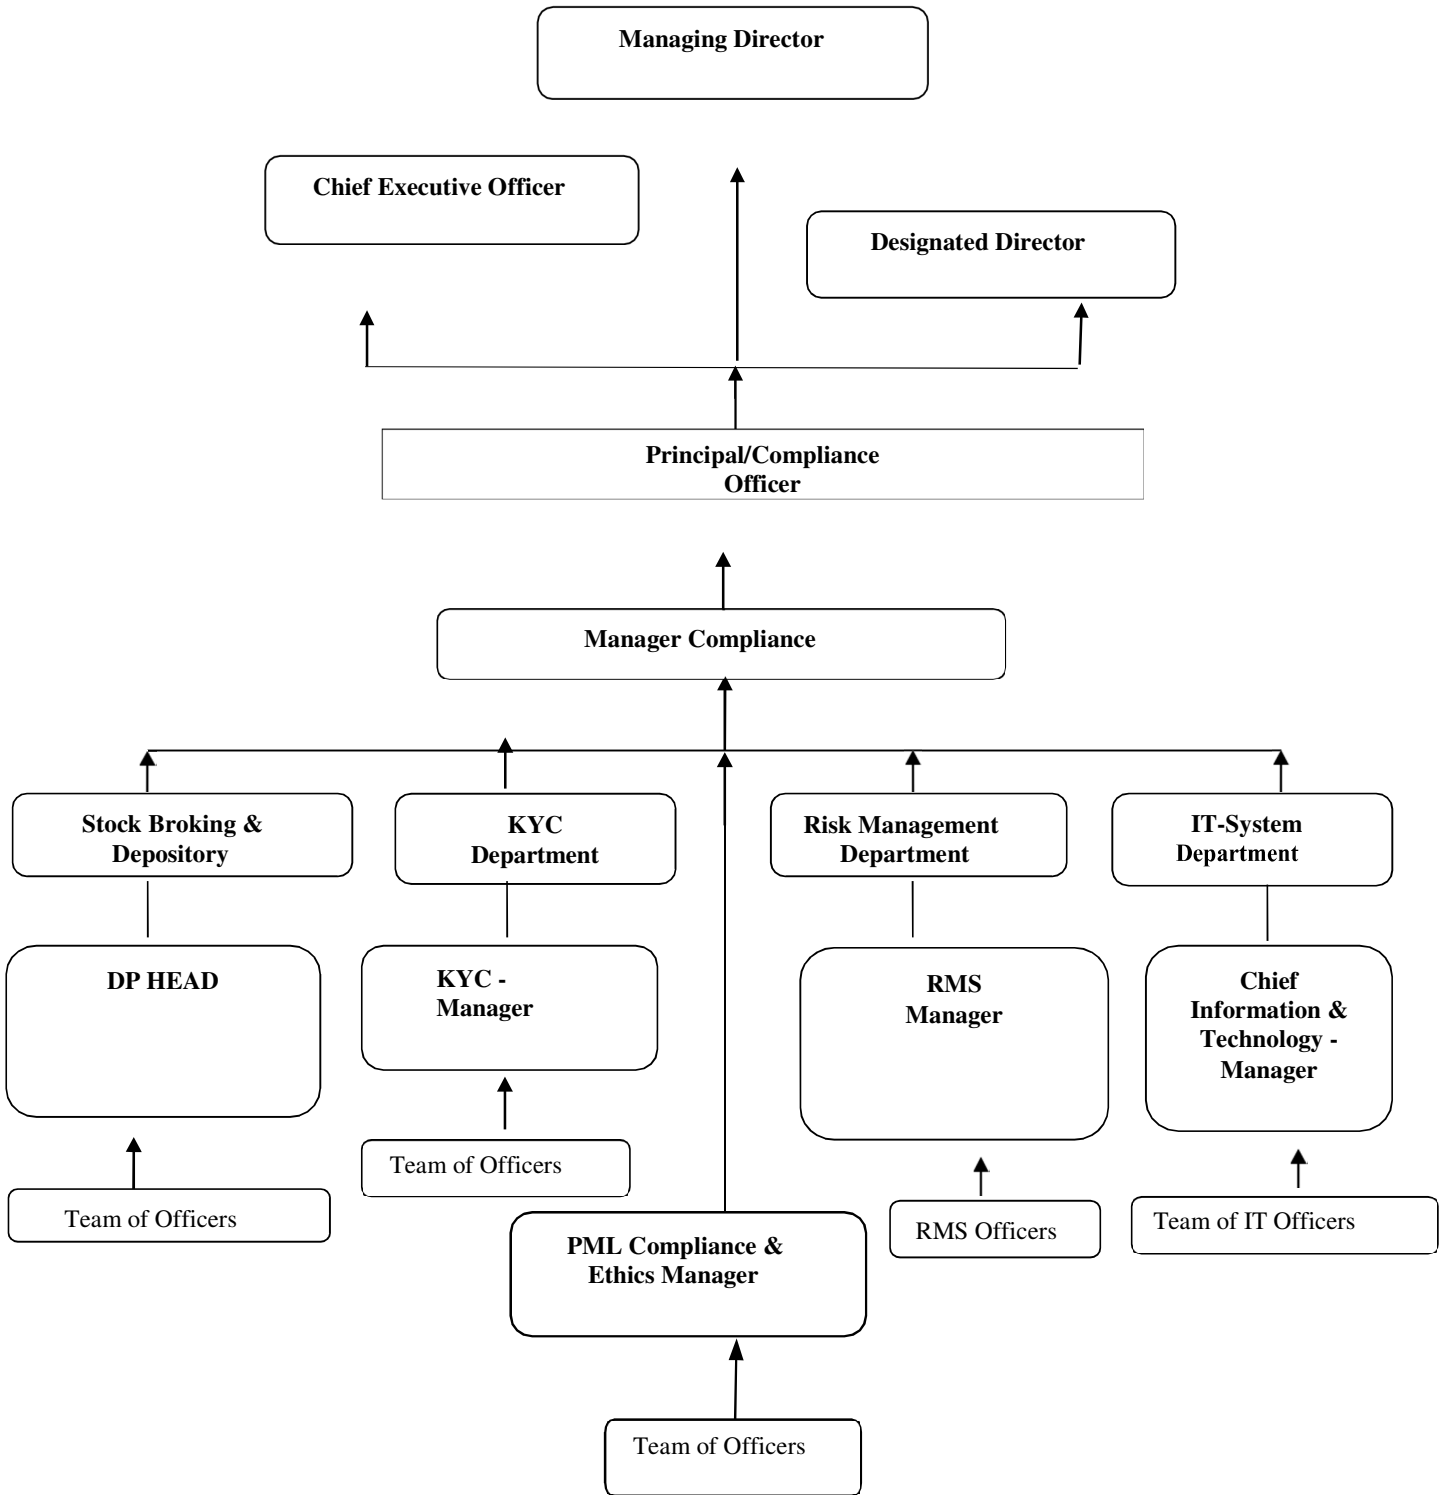 Managing Director
Chief Executive Officer
Designated Director
Principal/Compliance
Officer
Manager Compliance
Stock Broking &
Depository
KYC
Department
Risk Management
Department
IT-System
Department
DP HEAD
KYC -
Manager
RMS
Manager
Chief
Information &
Technology -
Manager
Team of Officers
Team of Officers
RMS Officers
Team of IT Officers
PML Compliance &
Ethics Manager
Team of Officers